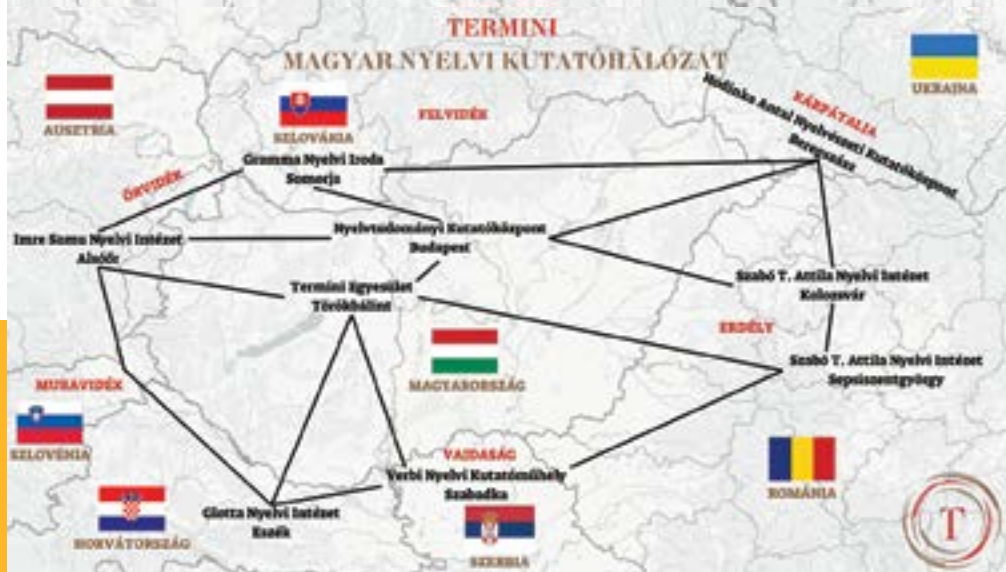 TERMINI
MAGYAR NYELVI KUTATÓHÁLÓZAT
AUSZTRIA
SZLOVÁKIA
FELVIDÉK
UKRAJNA
KÁRPÁTALJA
Hodinka Antal Nyelvészeti Kutatóközpont
Beregszász
Gramma Nyelvi Iroda
Somorja
ŐRVIDÉK
Imre Samu Nyelvi Intézet
Alsóőr
Nyelvtudományi Kutatóközpont
Budapest
Termini Egyesület
Törökbálint
Szabó T. Attila Nyelvi Intézet
Kolozsvár
ERDÉLY
Szabó T. Attila Nyelvi Intézet
Sepsiszentgyörgy
MAGYARORSZÁG
MURAVIDÉK
SZLOVÉNIA
VAJDASÁG
Verbi Nyelvi Kutatóműhely
Szabadka
ROMÁNIA
HORVÁTORSZÁG
Glotta Nyelvi Intézet
Eszék
SZERBIA
T